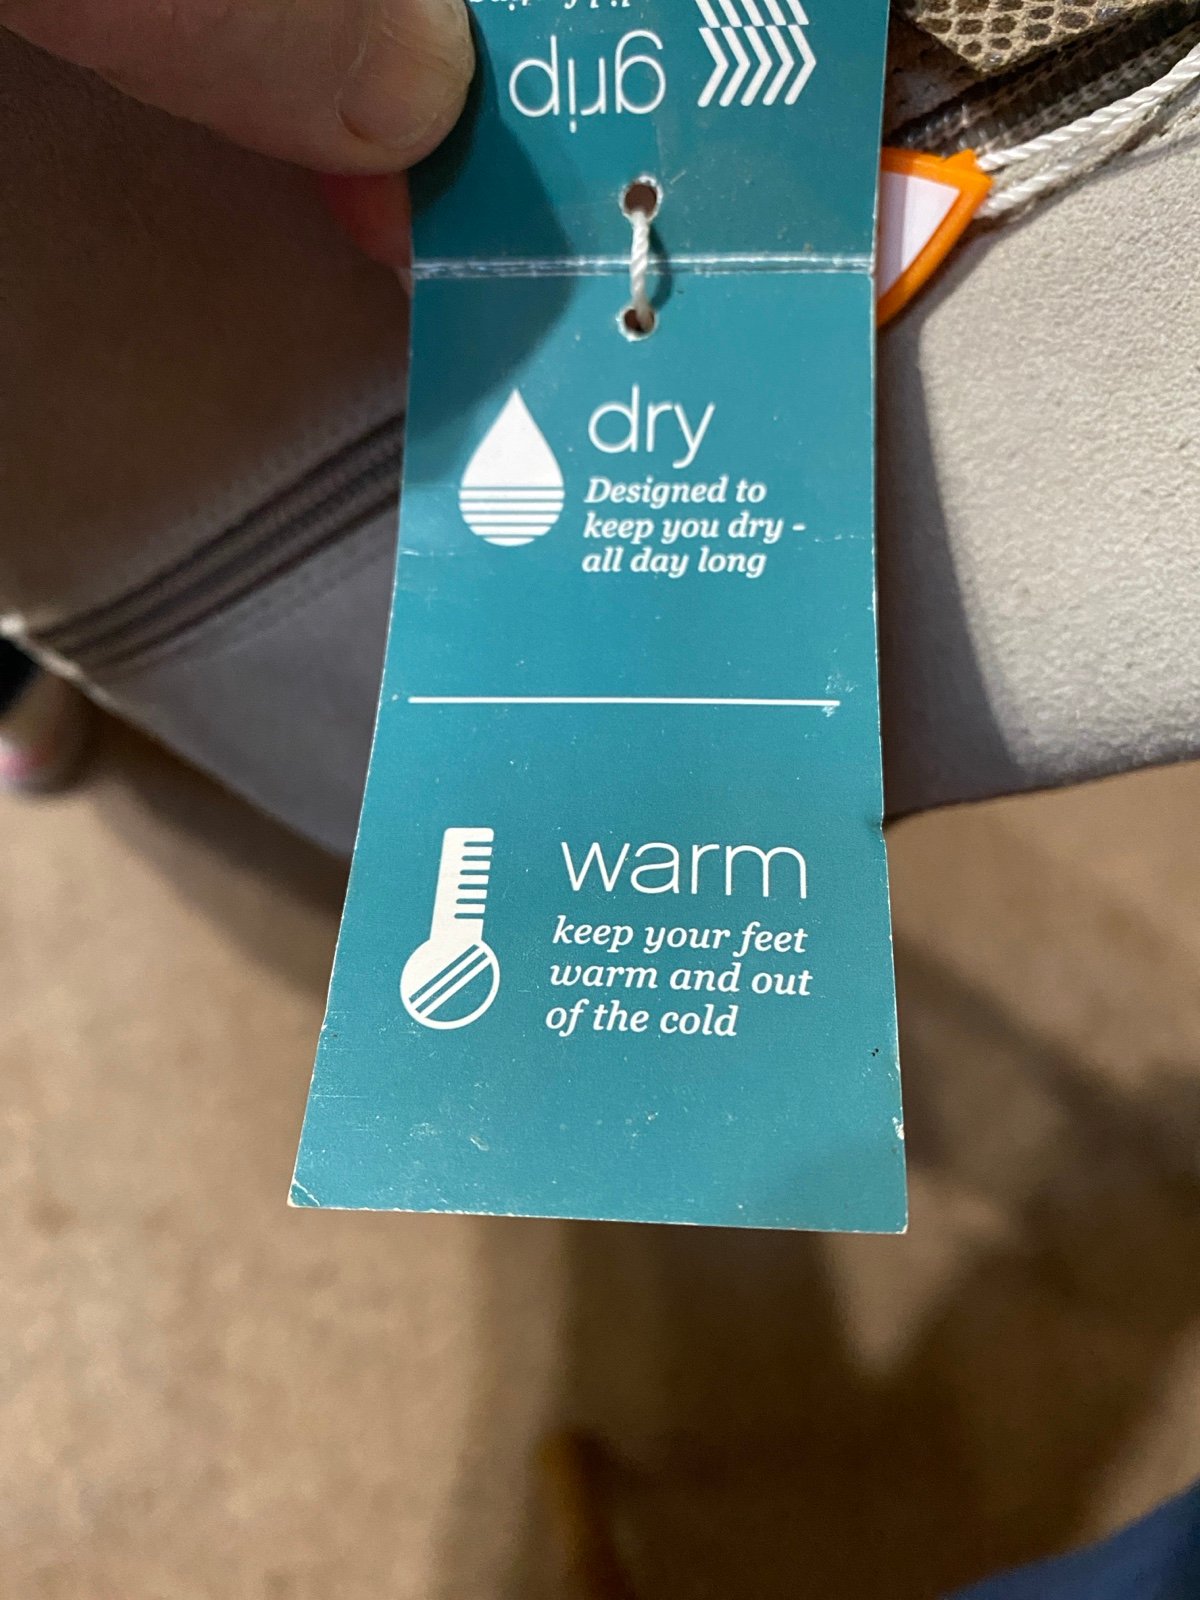 grip
dry
Designed to
keep you dry -
all day long
warm
keep your feet
warm and out
of the cold